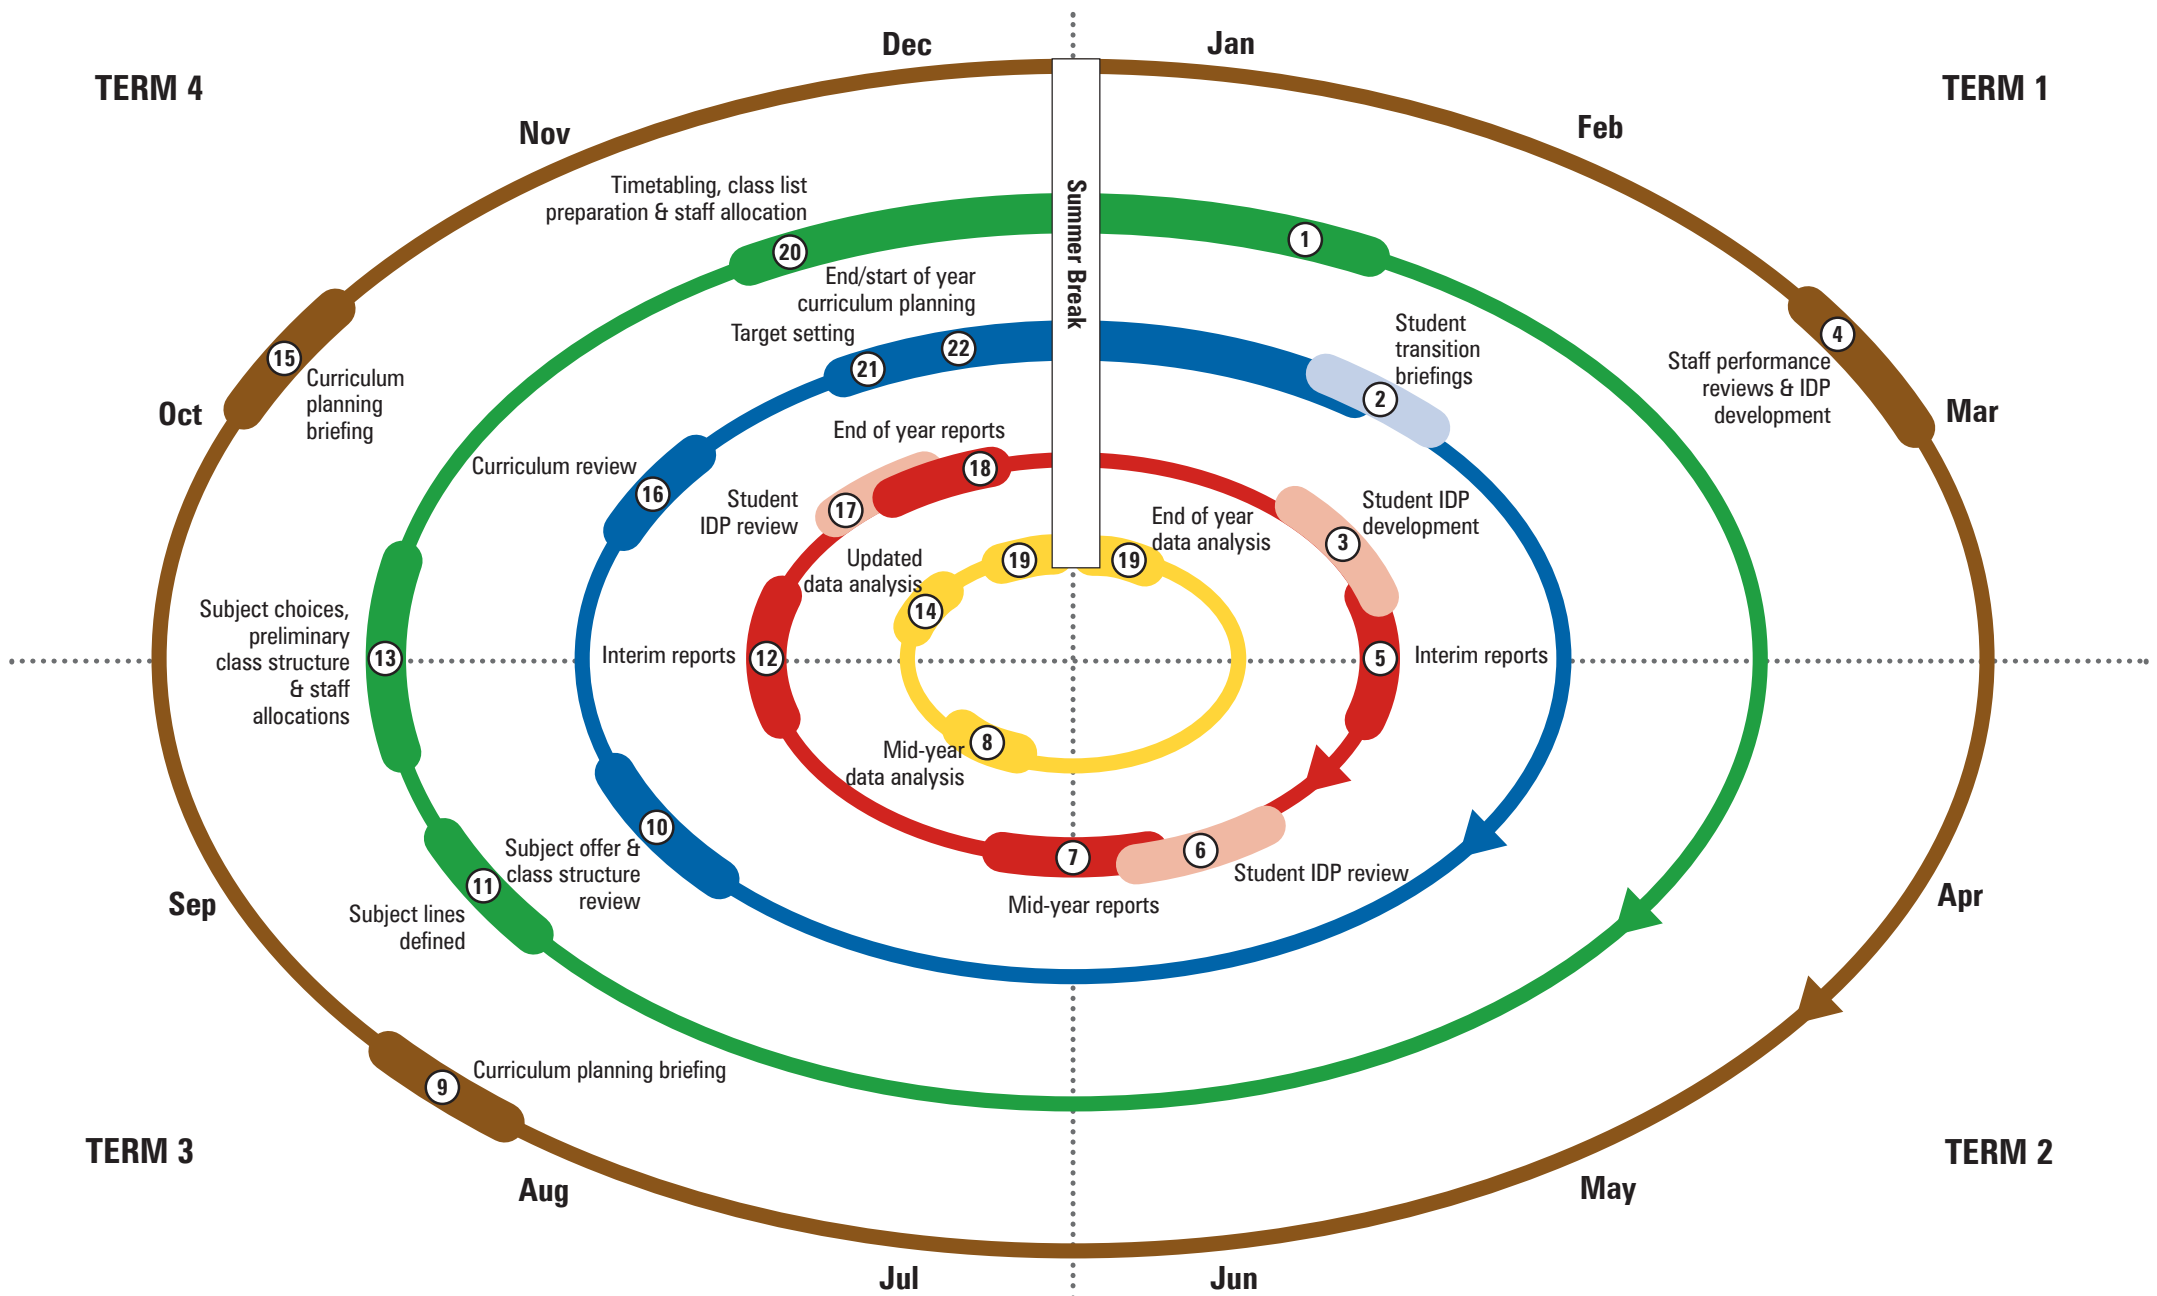 Dec
Jan
TERM 4
TERM 1
Nov
Feb
Timetabling, class list
preparation & staff allocation
Summer Break
20
1
End/start of year
curriculum planning
Target setting
22
21
Student
transition
briefings
2
4
Staff performance
reviews & IDP
development
Mar
15
Curriculum
planning
briefing
Oct
End of year reports
18
Curriculum review
16
Student
IDP review
17
End of year
data analysis
Student IDP
development
3
Updated
data analysis
19
19
14
Subject choices,
preliminary
class structure
& staff
allocations
13
Interim reports
12
5
Interim reports
Mid-year
data analysis
8
10
Subject offer &
class structure
review
7
6
Student IDP review
Mid-year reports
11
Subject lines
defined
Sep
Apr
9
Curriculum planning briefing
TERM 3
TERM 2
Aug
May
Jul
Jun